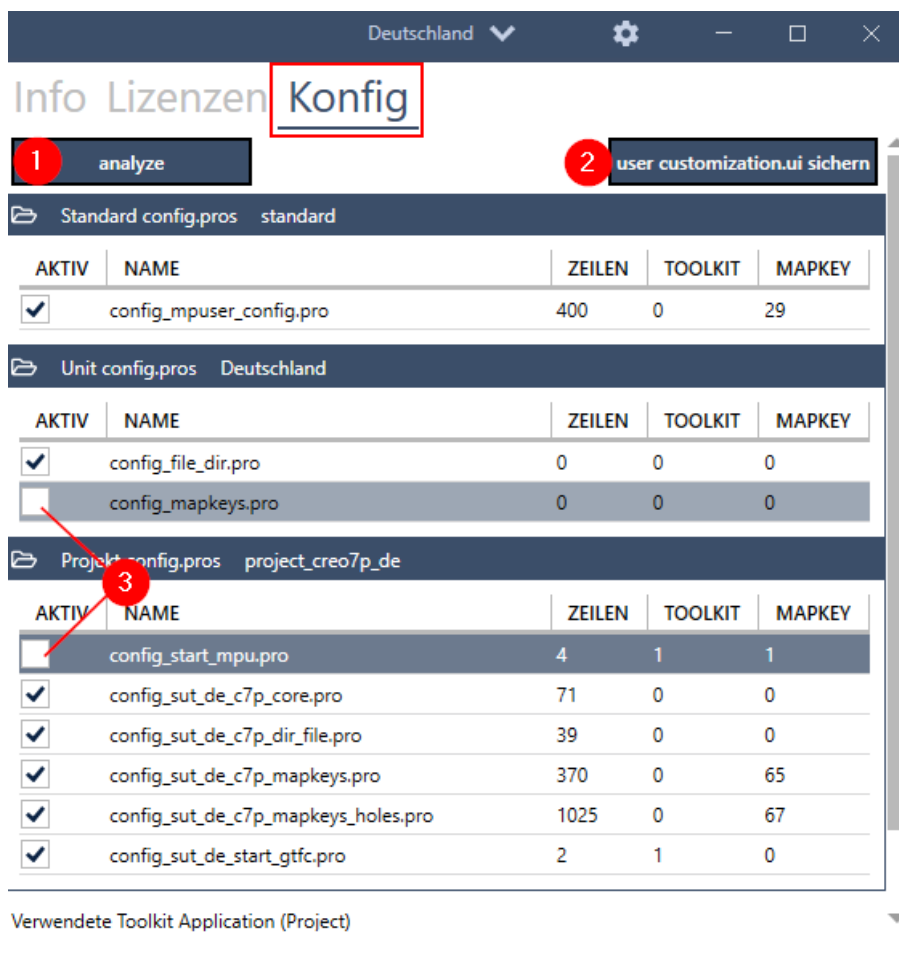 Deutschland
Info Lizenzen Konfig
1 analyze 2 user customization.ui sichern
Standard config.pros standard
AKTIV NAME ZEILEN TOOLKIT MAPKEY
config_mpuser_config.pro 400 0 29
Unit config.pros Deutschland
AKTIV NAME ZEILEN TOOLKIT MAPKEY
config_file_dir.pro 0 0 0
config_mapkeys.pro 0 0 0
Projekt config.pros project_creo7p_de
3
AKTIV NAME ZEILEN TOOLKIT MAPKEY
config_start_mpu.pro 4 1 1
config_sut_de_c7p_core.pro 71 0 0
config_sut_de_c7p_dir_file.pro 39 0 0
config_sut_de_c7p_mapkeys.pro 370 0 65
config_sut_de_c7p_mapkeys_holes.pro 1025 0 67
config_sut_de_start_gtfc.pro 2 1 0
Verwendete Toolkit Application (Project)